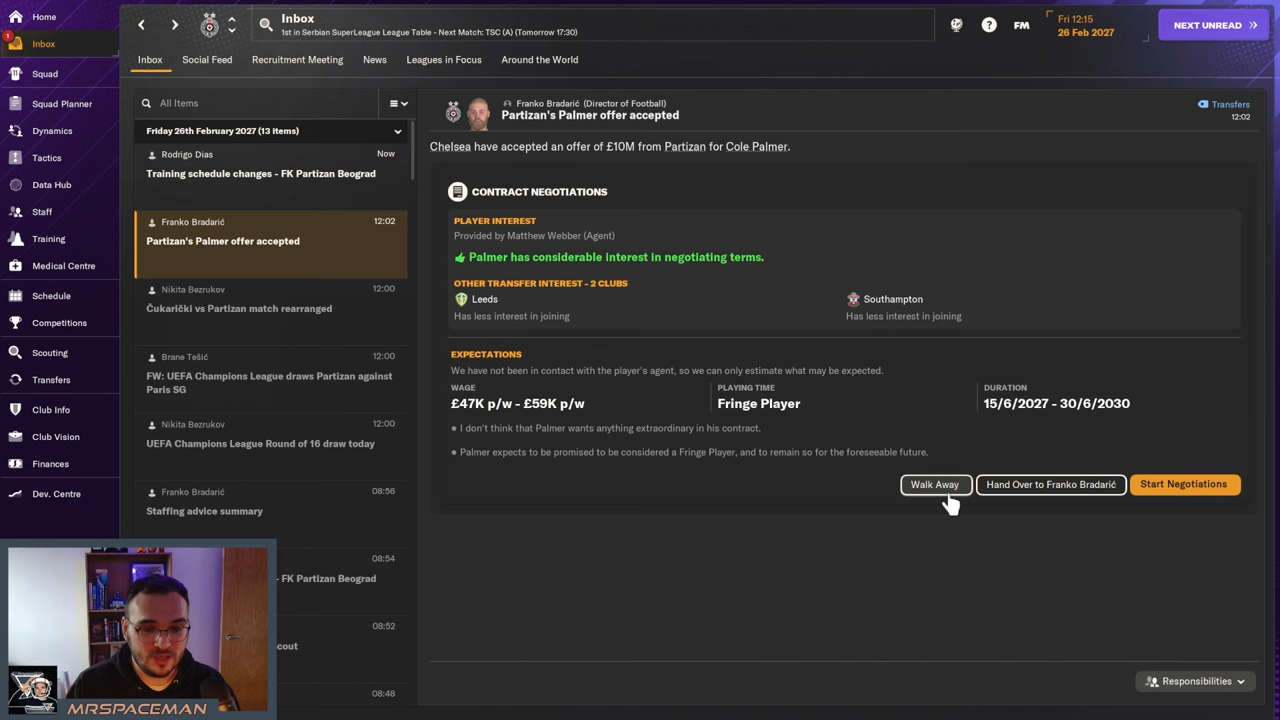 Home
1
Inbox
Squad
Squad Planner
Dynamics
Tactics
Data Hub
Staff
Training
Medical Centre
Schedule
Competitions
Scouting
Transfers
Club Info
Club Vision
Finances
Dev. Centre
Inbox
1st in Serbian SuperLeague League Table - Next Match: TSC (A) (Tomorrow 17:30)
?
FM
Fri 12:15
26 Feb 2027
NEXT UNREAD
Inbox
Social Feed
Recruitment Meeting
News
Leagues in Focus
Around the World
All Items
Friday 26th February 2027 (13 items)
Rodrigo Dias
Now
Training schedule changes - FK Partizan Beograd
Franko Bradarić
12:02
Partizan's Palmer offer accepted
Nikita Bezrukov
12:00
Čukarički vs Partizan match rearranged
Brane Tešić
12:00
FW: UEFA Champions League draws Partizan against
Paris SG
Nikita Bezrukov
12:00
UEFA Champions League Round of 16 draw today
Franko Bradarić
08:56
Staffing advice summary
08:54
- FK Partizan Beograd
08:52
cout
08:48
Franko Bradarić (Director of Football)
Partizan's Palmer offer accepted
Transfers
12:02
Chelsea have accepted an offer of £10M from Partizan for Cole Palmer.
CONTRACT NEGOTIATIONS
PLAYER INTEREST
Provided by Matthew Webber (Agent)
Palmer has considerable interest in negotiating terms.
OTHER TRANSFER INTEREST - 2 CLUBS
Leeds
Has less interest in joining
Southampton
Has less interest in joining
EXPECTATIONS
We have not been in contact with the player's agent, so we can only estimate what may be expected.
WAGE
£47K p/w - £59K p/w
PLAYING TIME
Fringe Player
DURATION
15/6/2027 - 30/6/2030
• I don't think that Palmer wants anything extraordinary in his contract.
• Palmer expects to be promised to be considered a Fringe Player, and to remain so for the foreseeable future.
Walk Away
Hand Over to Franko Bradarić
Start Negotiations
Responsibilities
MRSPACEMAN